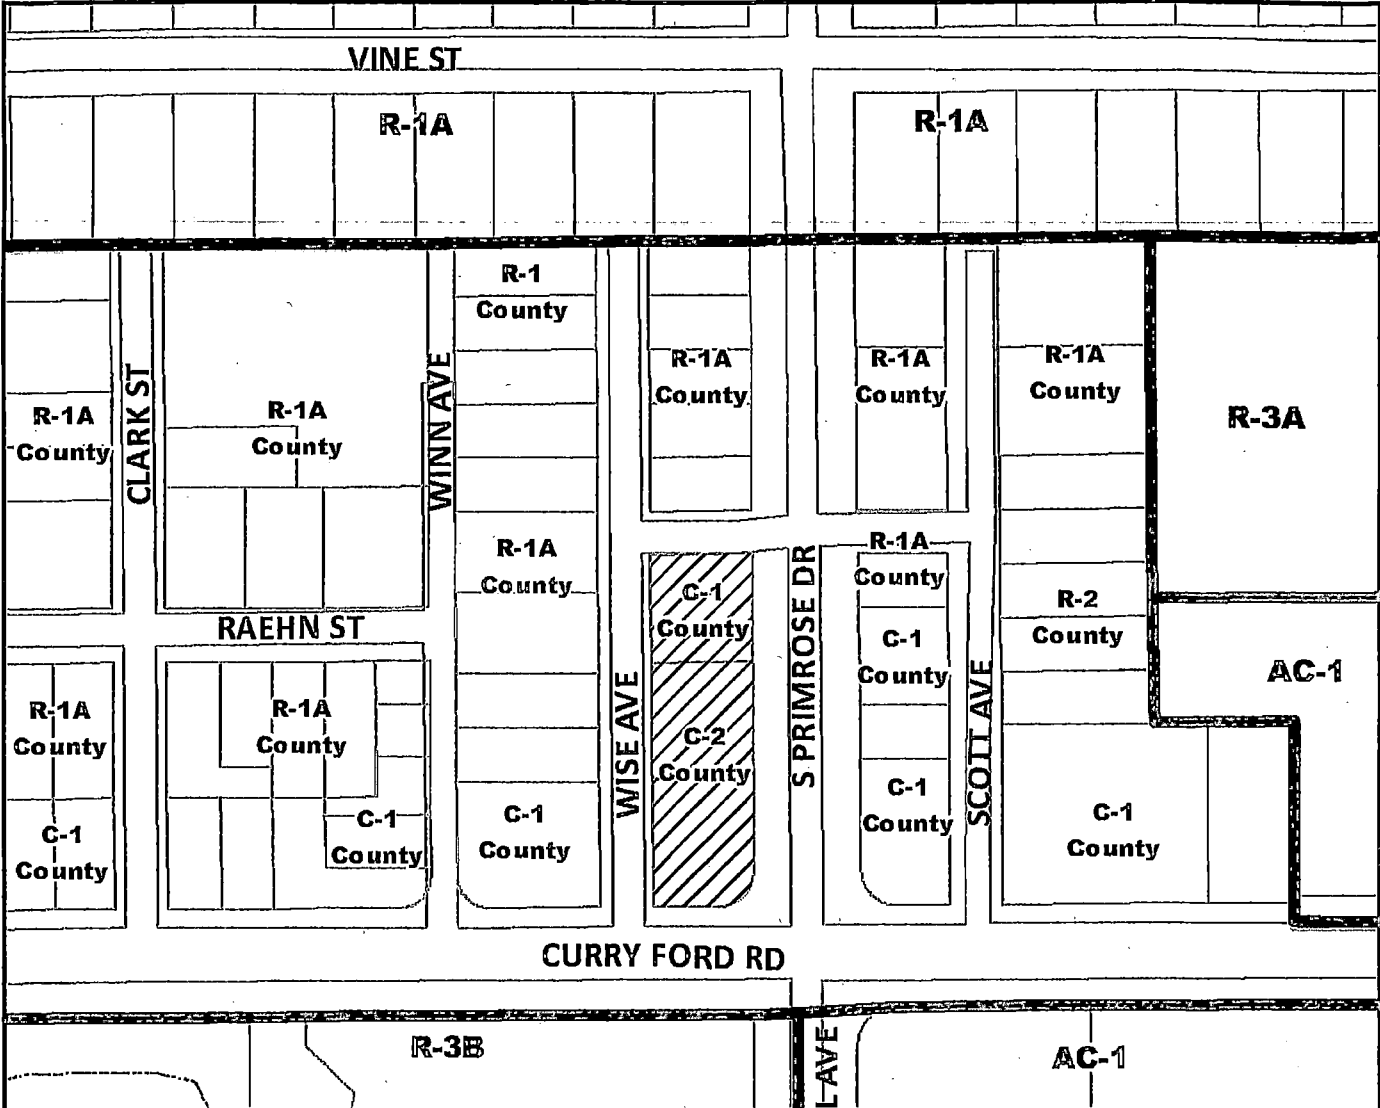 VINE ST
R-1A
R-1A
R-1
County
R-1A
County
R-1A
County
R-1A
County
R-1A
County
R-1A
County
R-3A
CLARK ST
WINN AVE
R-1A
County
R-1A
County
C-1
County
R-2
County
RAEHN ST
S PRIMROSE DR
C-1
County
AC-1
WISE AVE
SCOTT AVE
R-1A
County
R-1A
County
C-2
County
C-1
County
C-1
County
C-1
County
C-1
County
C-1
County
CURRY FORD RD
R-3B
L AVE
AC-1